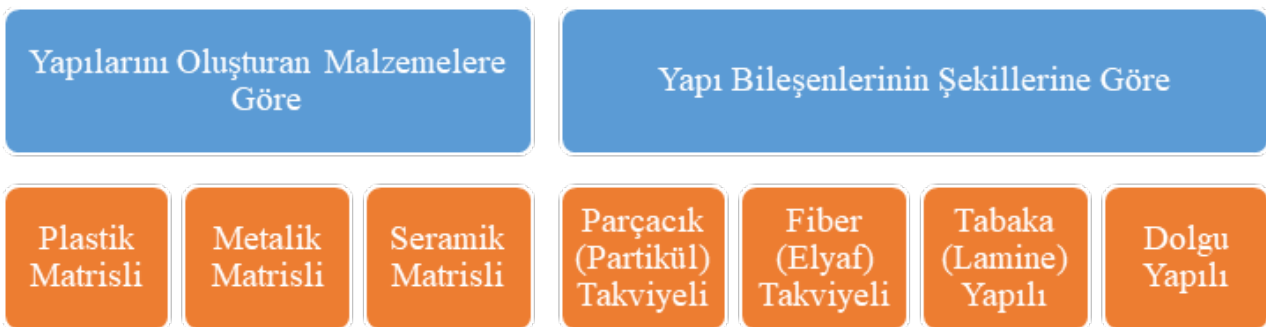 Yapılarını Oluşturan Malzemelere
Göre
Yapı Bileşenlerinin Şekillerine Göre
Plastik
Matrisli
Metalik
Matrisli
Seramik
Matrisli
Parçacık
(Partikül)
Takviyeli
Fiber
(Elyaf)
Takviyeli
Tabaka
(Lamine)
Yapılı
Dolgu
Yapılı